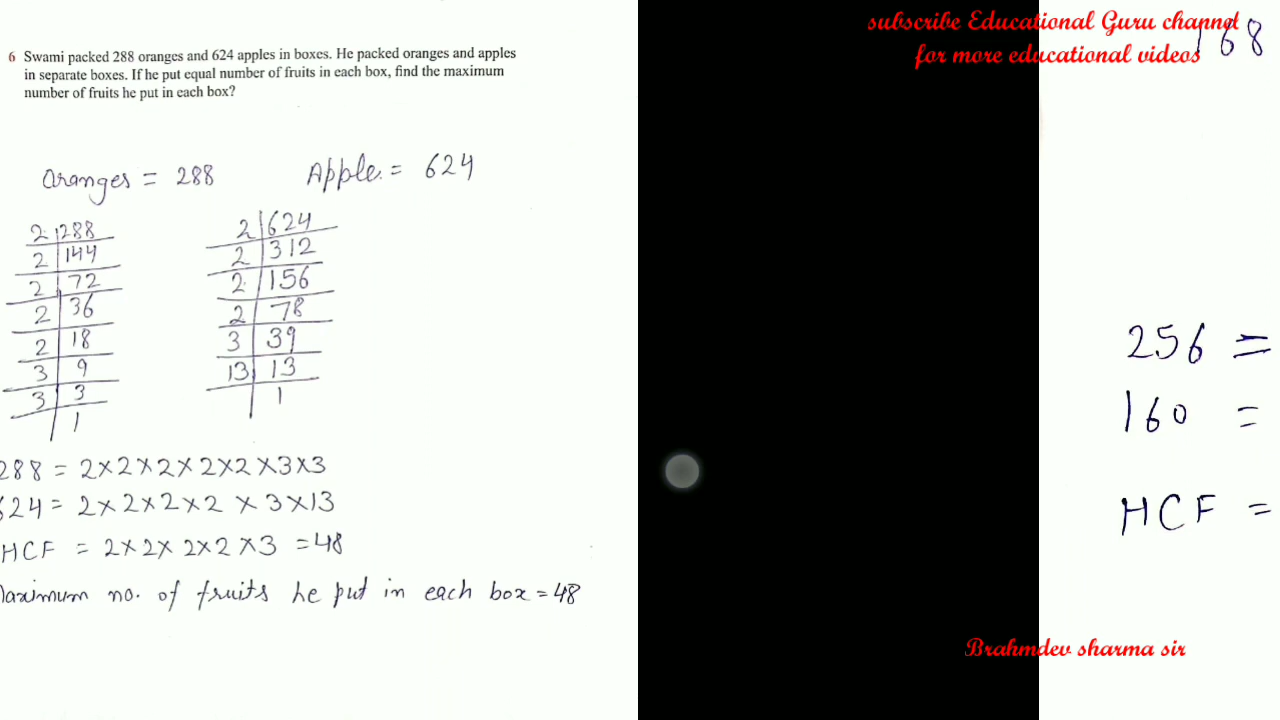 6 Swami packed 288 oranges and 624 apples in boxes. He packed oranges and apples
in separate boxes. If he put equal number of fruits in each box, find the maximum
number of fruits he put in each box?
Oranges = 288
Apple = 624
2 288
2 144
2 72
2 36
2 18
3 9
3 3
1
2 624
2 312
2 156
2 78
3 39
13 13
1
288 = 2×2×2×2×2×3×3
624 = 2×2×2×2 ×3×13
HCF = 2×2×2×2×3 =48
Maximum no. of fruits he put in each box = 48
subscribe Educational Guru channel
for more educational videos
168
256 =
160 =
HCF =
Brahmdev sharma sir